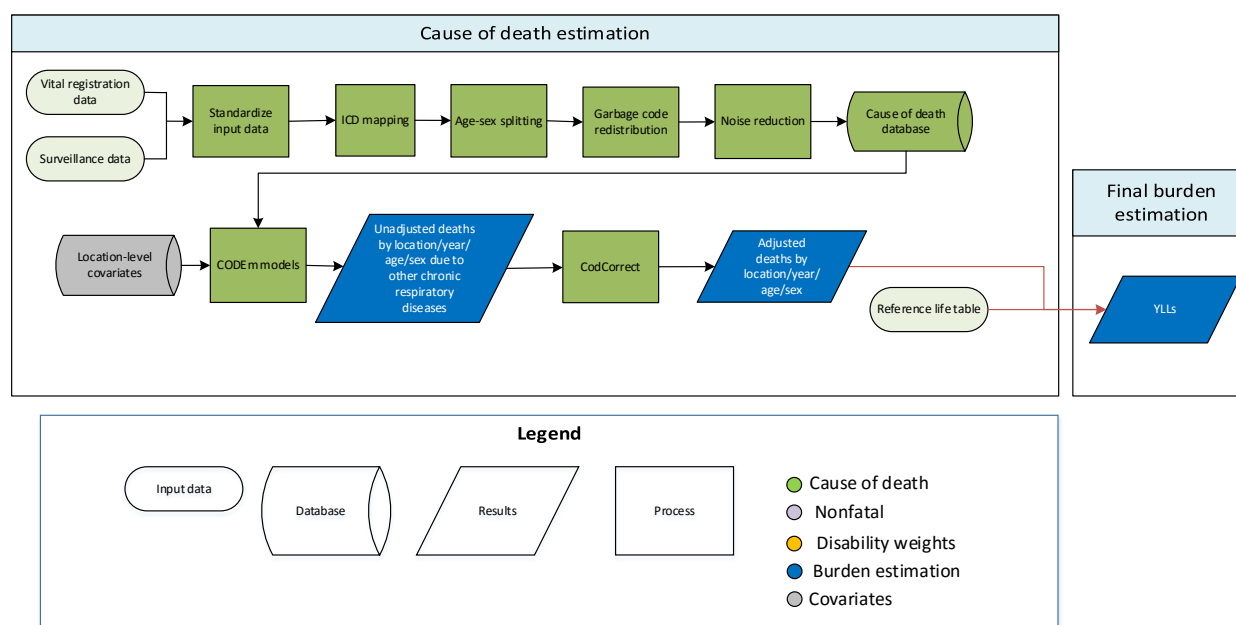 Cause of death estimation
Vital registration
data
Surveillance data
Standardize
input data
ICD mapping
Age-sex splitting
Garbage code
redistribution
Noise reduction
Cause of death
database
Location-level
covariates
CODEm models
Unadjusted deaths
by location/year/
age/sex due to
other chronic
respiratory
diseases
CodCorrect
Adjusted
deaths by
location/year/
age/sex
Reference life table
Final burden
estimation
YLLs
Legend
Input data
Database
Results
Process
Cause of death
Nonfatal
Disability weights
Burden estimation
Covariates